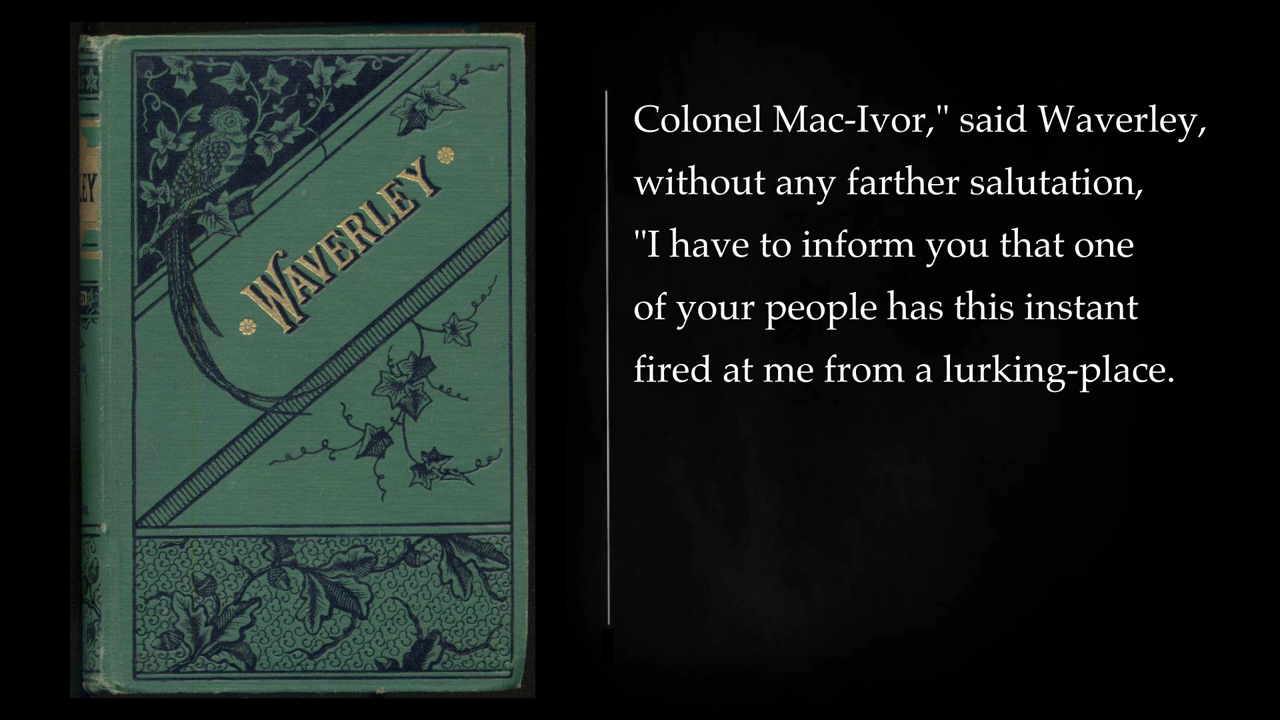 WAVERLEY
EY
Colonel Mac-Ivor," said Waverley,
without any farther salutation,
"I have to inform you that one
of your people has this instant
fired at me from a lurking-place.